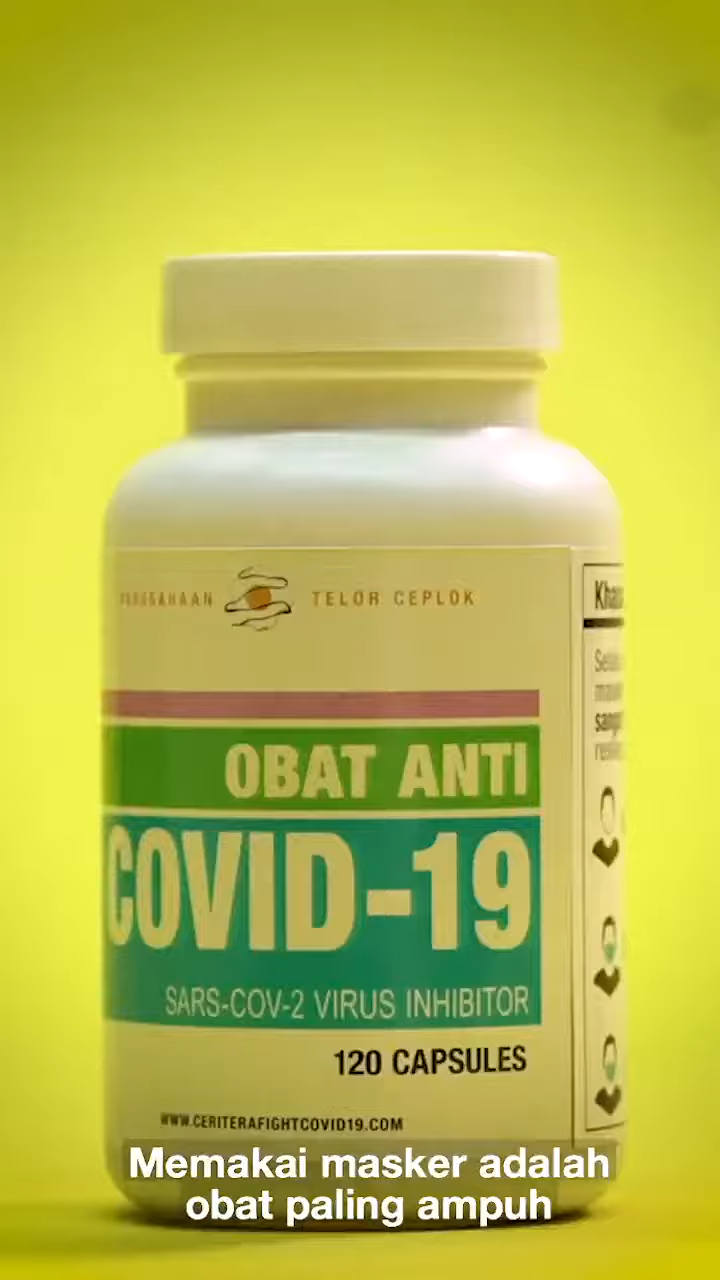 TELOR CEPLOK
OBAT ANTI
COVID-19
SARS-COV-2 VIRUS INHIBITOR
120 CAPSULES
WWW.CERITERAFIGHTCOVID19.COM
Memakai masker adalah
obat paling ampuh